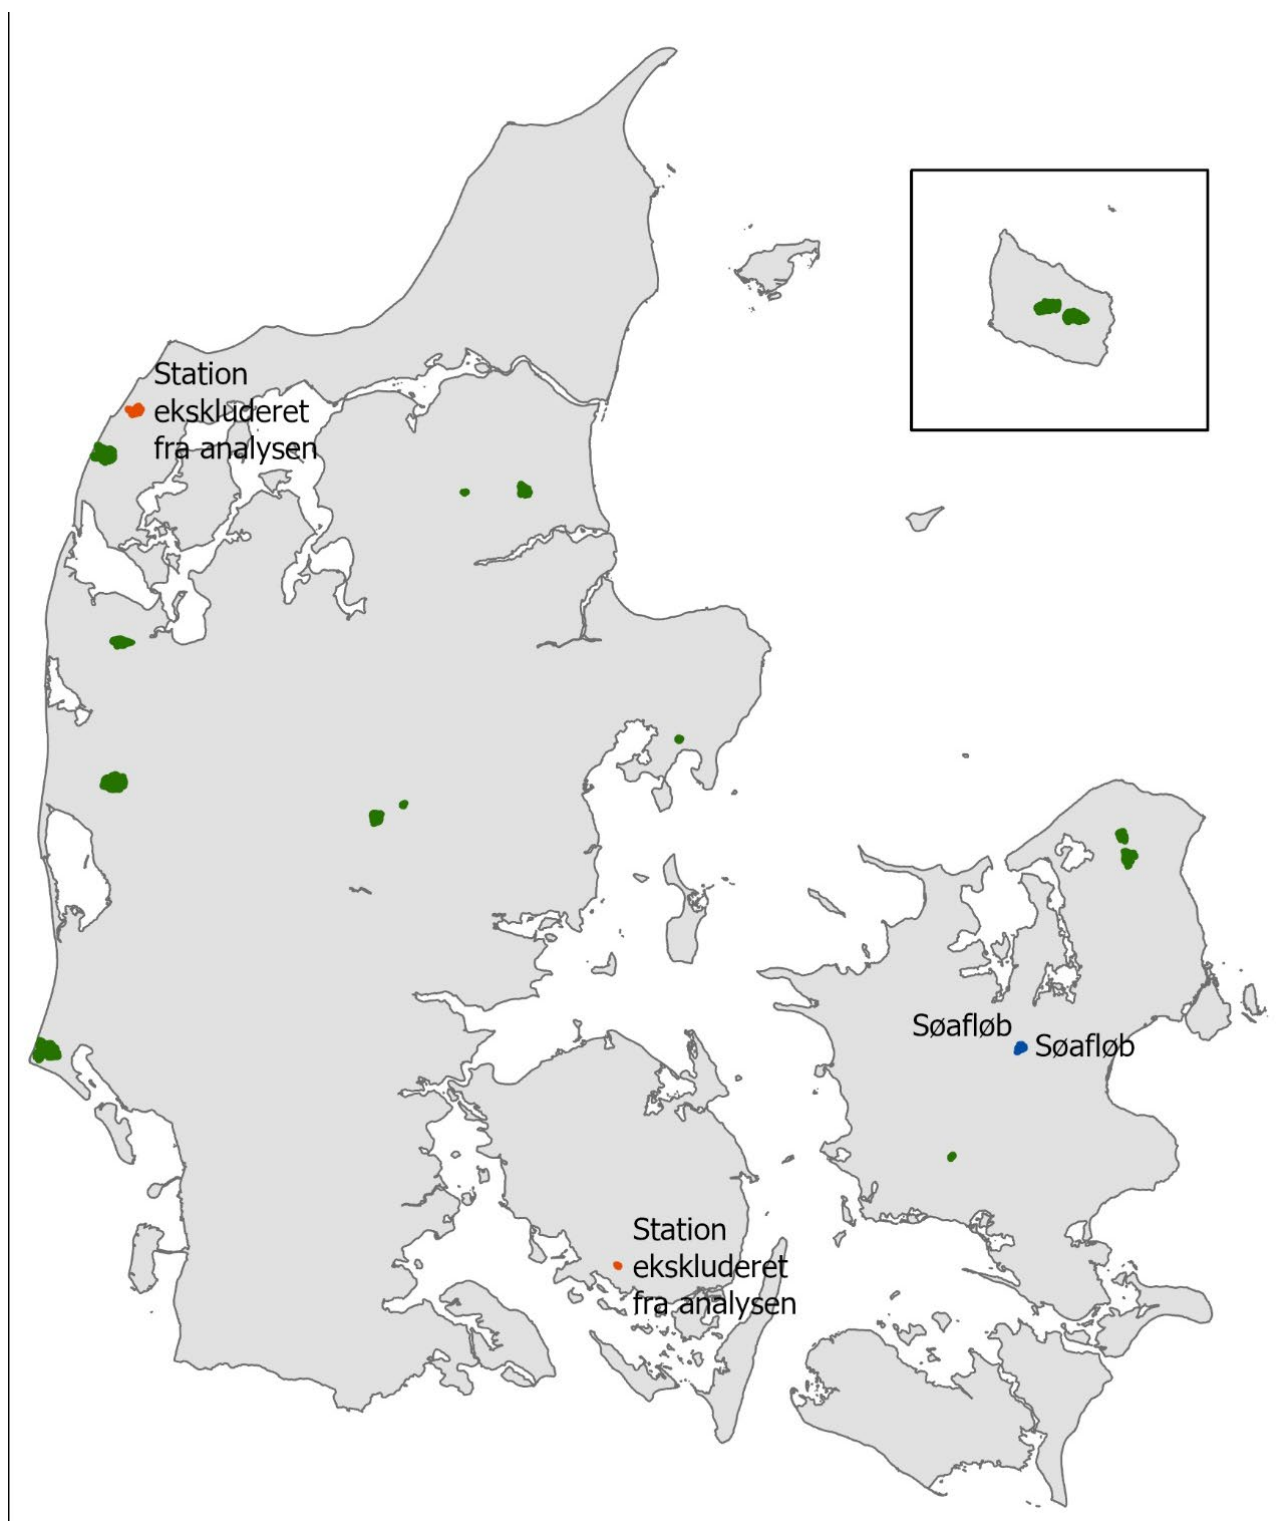 Station
ekskluderet
fra analysen
Søafløb
Søafløb
Station
ekskluderet
fra analysen